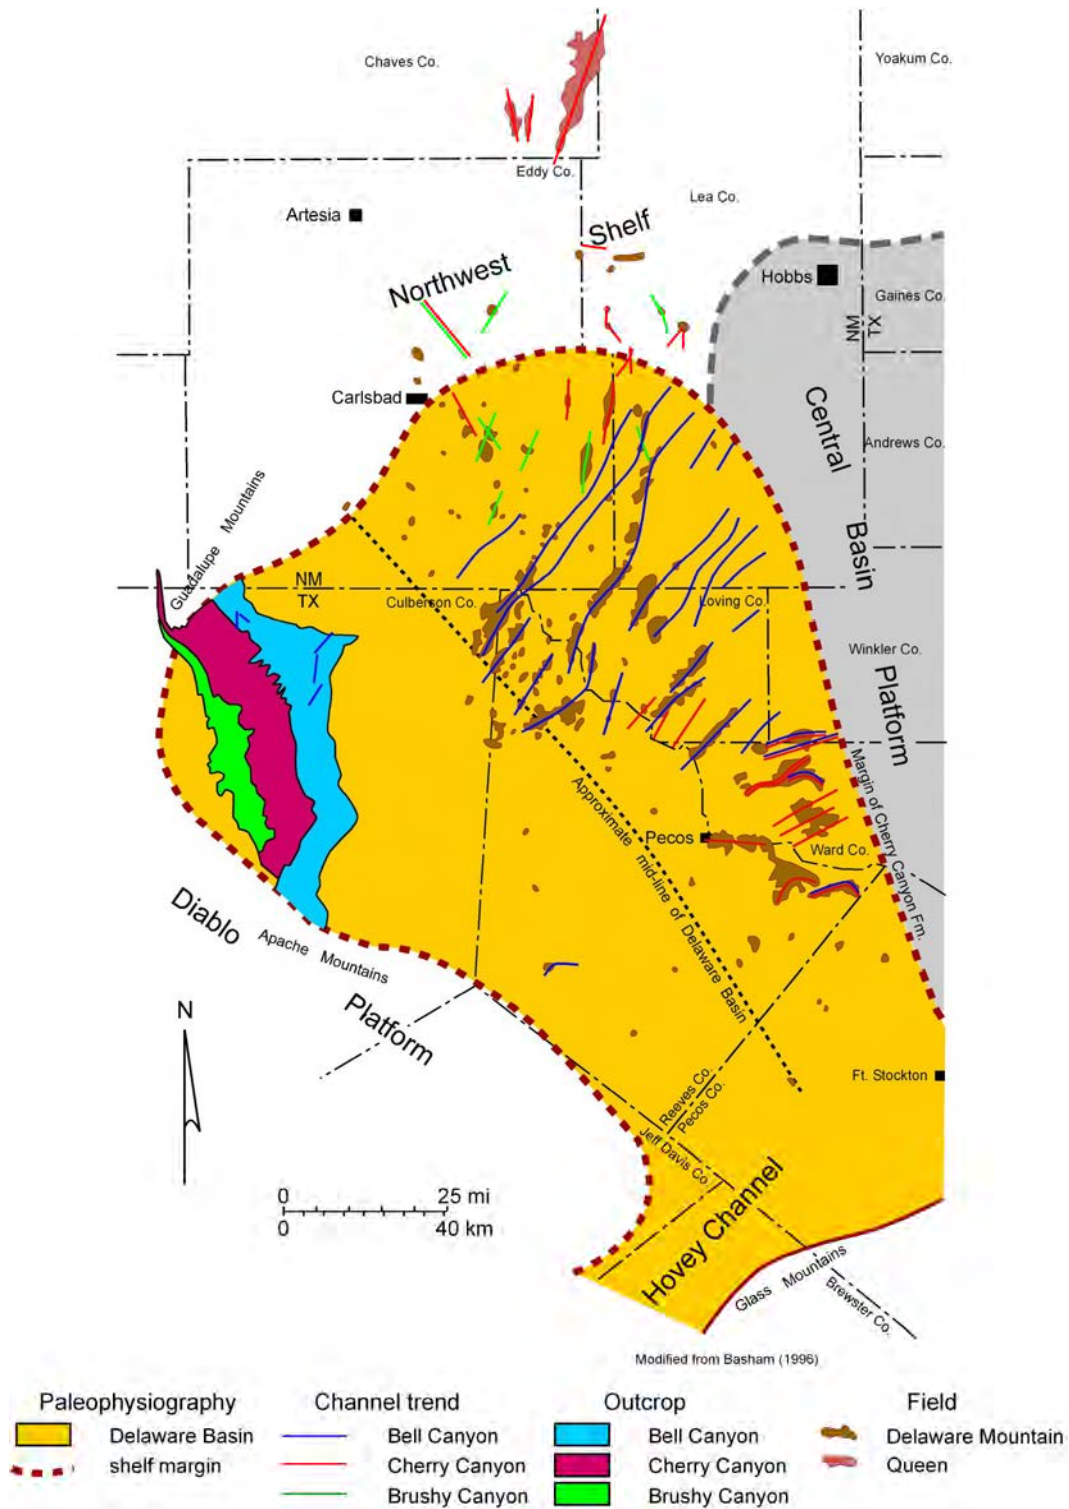 Chaves Co.
Yoakum Co.
Eddy Co.
Lea Co.
Artesia
Northwest
Shelf
Hobbs
Gaines Co.
NM
TX
Carlsbad
Central
Basin
Platform
Andrews Co.
Guadalupe Mountains
NM
TX
Culberson Co.
Loving Co.
Winkler Co.
Margin of Cherry Canyon Fm.
Approximate mid-line of Delaware Basin
Pecos
Ward Co.
Diablo
Platform
Apache Mountains
N
Ft. Stockton
Reeves Co.
Pecos Co.
Jeff Davis Co.
0 25 mi
0 40 km
Hovey Channel
Glass Mountains
Brewster Co.
Modified from Basham (1996)
Paleophysiography
Delaware Basin
shelf margin
Channel trend
Bell Canyon
Cherry Canyon
Brushy Canyon
Outcrop
Bell Canyon
Cherry Canyon
Brushy Canyon
Field
Delaware Mountain
Queen